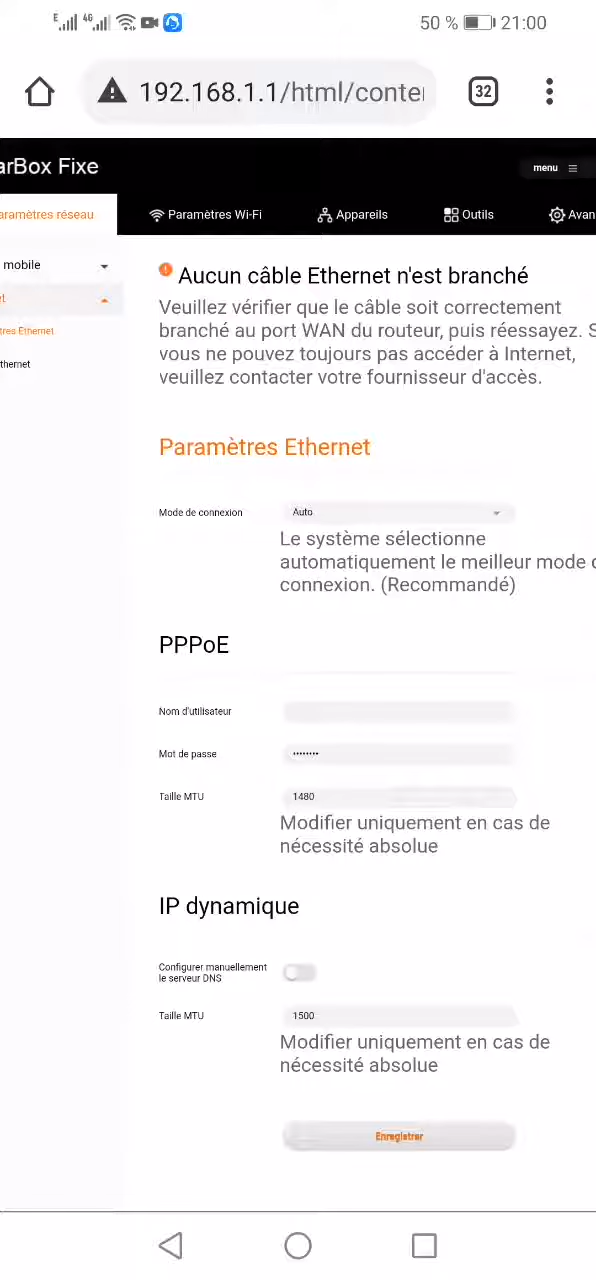 E 4G 50 % 21:00
192.168.1.1/html/conte
32
arBox Fixe
menu
aramètres réseau
Paramètres Wi-Fi
Appareils
Outils
Avan
mobile
et
tres Ethernet
thernet
Aucun câble Ethernet n'est branché
Veuillez vérifier que le câble soit correctement
branché au port WAN du routeur, puis réessayez. S
vous ne pouvez toujours pas accéder à Internet,
veuillez contacter votre fournisseur d'accès.
Paramètres Ethernet
Mode de connexion
Auto
Le système sélectionne
automatiquement le meilleur mode d
connexion. (Recommandé)
PPPoE
Nom d'utilisateur
Mot de passe
••••••••
Taille MTU
1480
Modifier uniquement en cas de
nécessité absolue
IP dynamique
Configurer manuellement
le serveur DNS
Taille MTU
1500
Modifier uniquement en cas de
nécessité absolue
Enregistrer